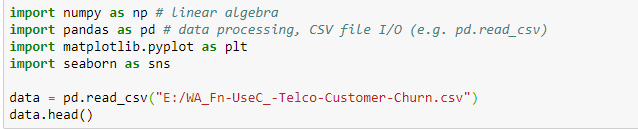 import numpy as np # linear algebra
import pandas as pd # data processing, CSV file I/O (e.g. pd.read_csv)
import matplotlib.pyplot as plt
import seaborn as sns
data = pd.read_csv("E:/WA_Fn-UseC_-Telco-Customer-Churn.csv")
data.head()